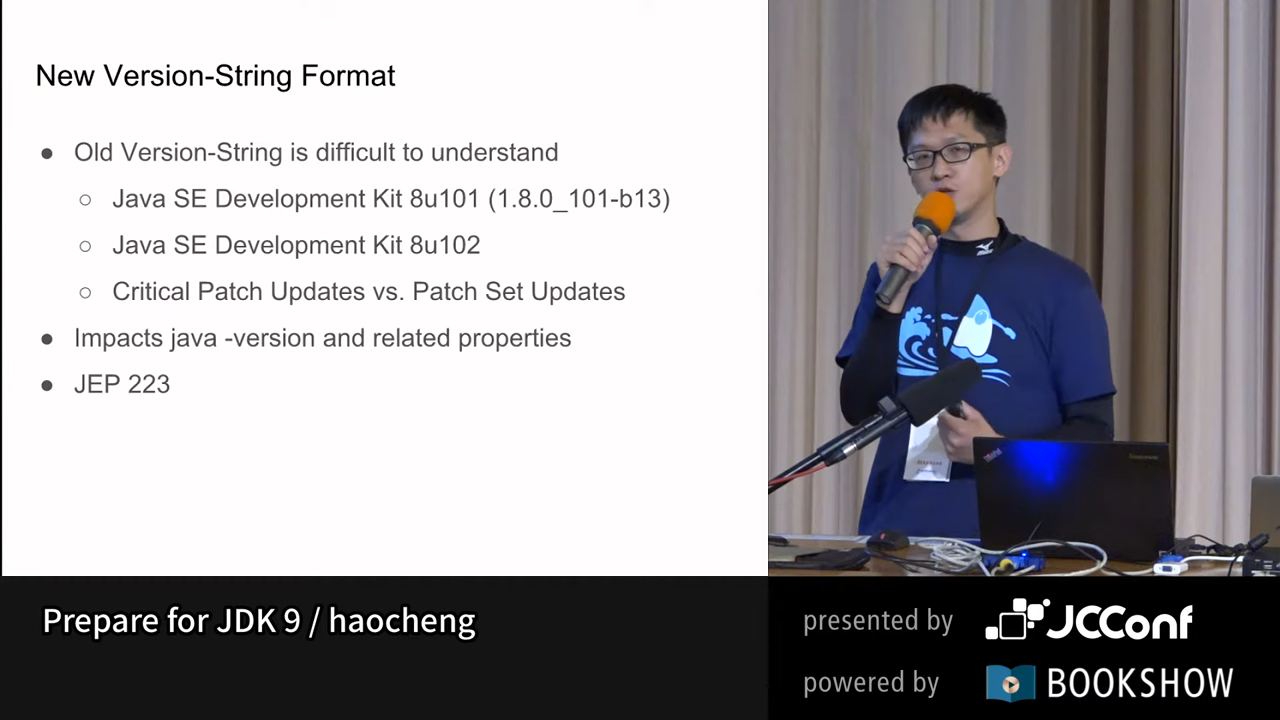 New Version-String Format
● Old Version-String is difficult to understand
○ Java SE Development Kit 8u101 (1.8.0_101-b13)
○ Java SE Development Kit 8u102
○ Critical Patch Updates vs. Patch Set Updates
● Impacts java -version and related properties
● JEP 223
Prepare for JDK 9 / haocheng
presented by JCConf
powered by BOOKSHOW